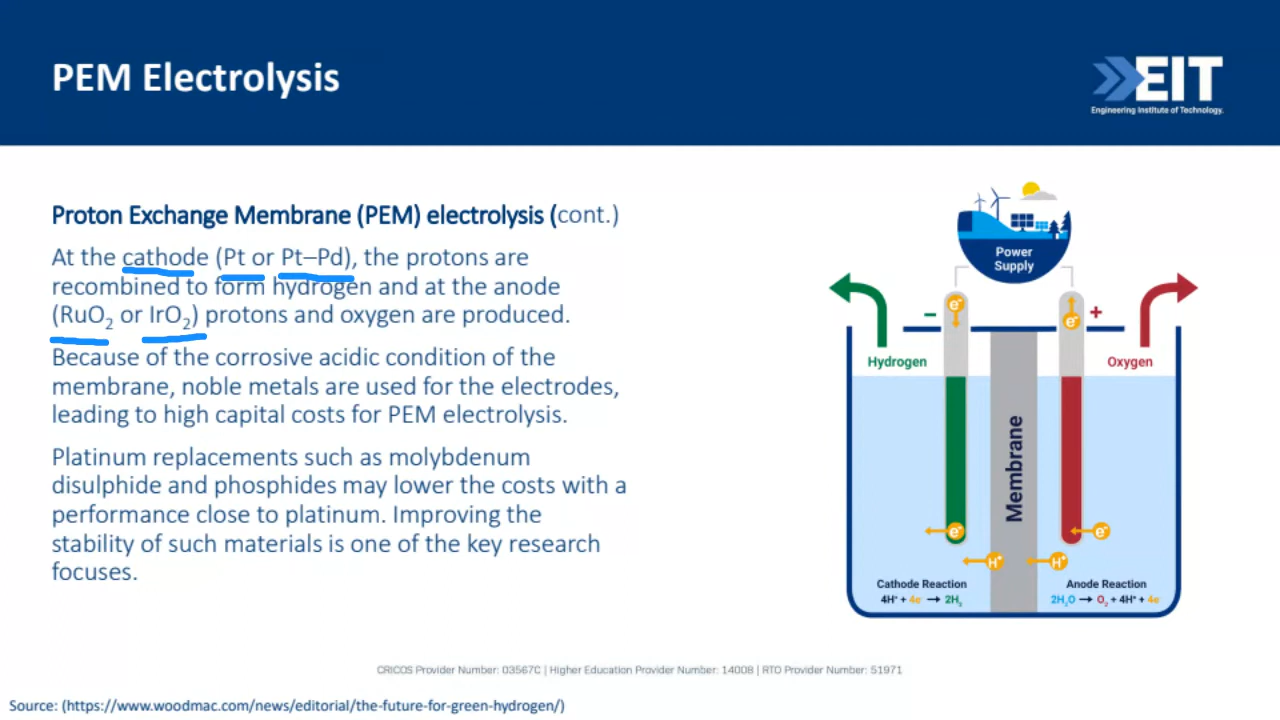 PEM Electrolysis
EIT
Engineering Institute of Technology.
Proton Exchange Membrane (PEM) electrolysis (cont.)
At the cathode (Pt or Pt–Pd), the protons are
recombined to form hydrogen and at the anode
(RuO₂ or IrO₂) protons and oxygen are produced.
Because of the corrosive acidic condition of the
membrane, noble metals are used for the electrodes,
leading to high capital costs for PEM electrolysis.
Platinum replacements such as molybdenum
disulphide and phosphides may lower the costs with a
performance close to platinum. Improving the
stability of such materials is one of the key research
focuses.
Power
Supply
e⁻
e⁻
–
+
Hydrogen
Oxygen
Membrane
e⁻
e⁻
H⁺
H⁺
Cathode Reaction
4H⁺ + 4e⁻ → 2H₂
Anode Reaction
2H₂O → O₂ + 4H⁺ + 4e⁻
CRICOS Provider Number: 03567C | Higher Education Provider Number: 14008 | RTO Provider Number: 51971
Source: (https://www.woodmac.com/news/editorial/the-future-for-green-hydrogen/)